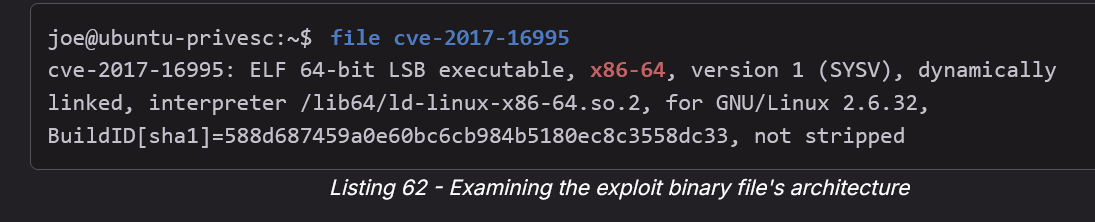 joe@ubuntu-privesc:~$ file cve-2017-16995
cve-2017-16995: ELF 64-bit LSB executable, x86-64, version 1 (SYSV), dynamically
linked, interpreter /lib64/ld-linux-x86-64.so.2, for GNU/Linux 2.6.32,
BuildID[sha1]=588d687459a0e60bc6cb984b5180ec8c3558dc33, not stripped
Listing 62 - Examining the exploit binary file's architecture